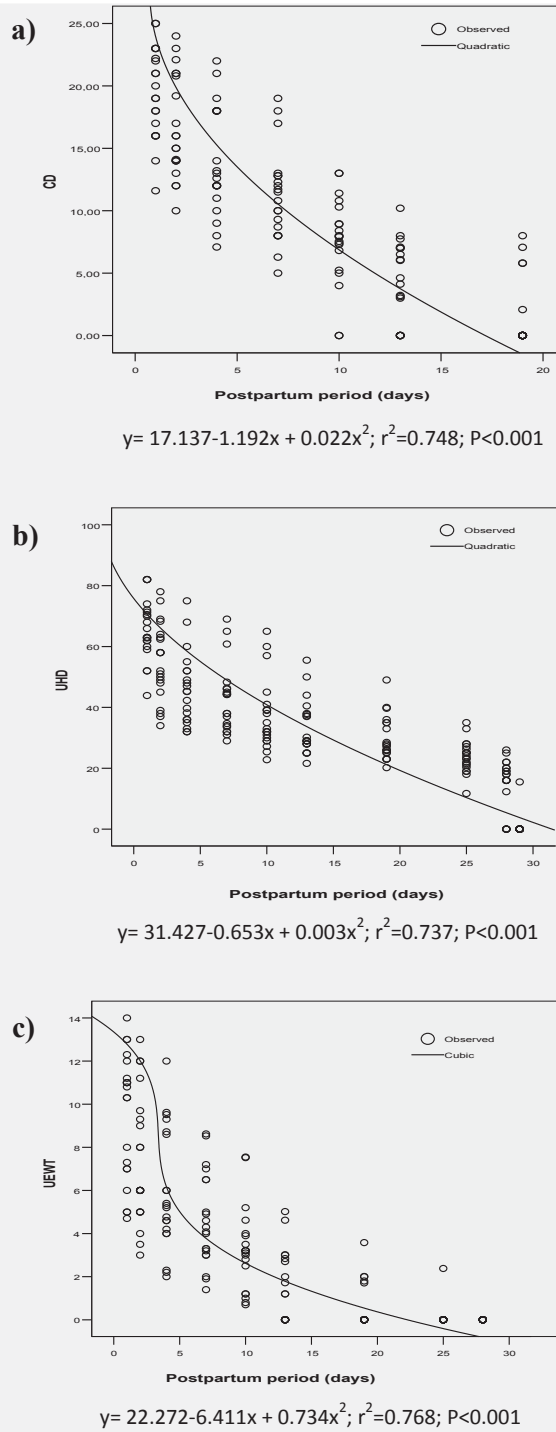 a)
25,00
20,00
15,00
10,00
5,00
0,00
CD
Observed
Quadratic
0 5 10 15 20
Postpartum period (days)
y= 17.137-1.192x + 0.022x²; r²=0.748; P<0.001
b)
100
80
60
40
20
0
UHD
Observed
Quadratic
0 5 10 15 20 25 30
Postpartum period (days)
y= 31.427-0.653x + 0.003x²; r²=0.737; P<0.001
c)
14
12
10
8
6
4
2
0
UEWT
Observed
Cubic
0 5 10 15 20 25 30
Postpartum period (days)
y= 22.272-6.411x + 0.734x²; r²=0.768; P<0.001